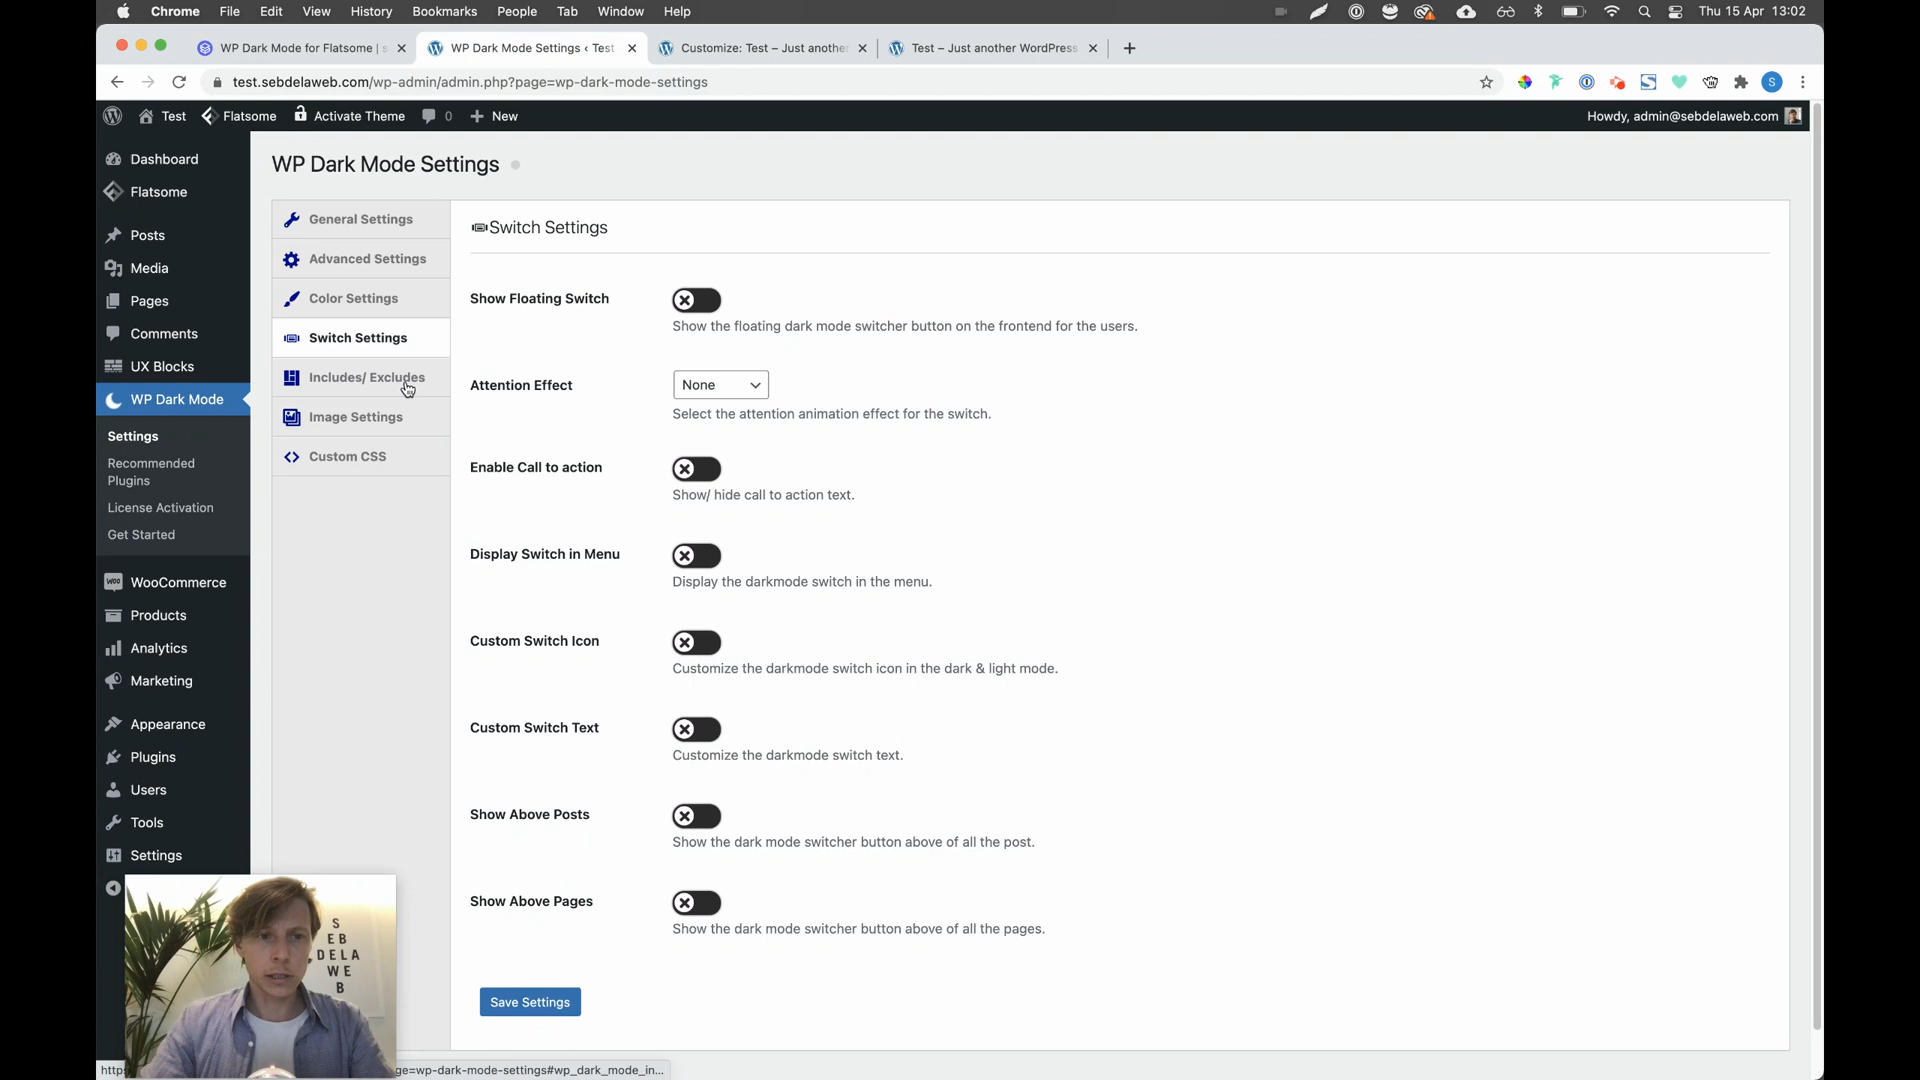 Chrome File Edit View History Bookmarks People Tab Window Help Thu 15 Apr 13:02
WP Dark Mode for Flatsome | s WP Dark Mode Settings ‹ Test Customize: Test – Just another Test – Just another WordPress
test.sebdelaweb.com/wp-admin/admin.php?page=wp-dark-mode-settings S
Test Flatsome Activate Theme 0 New Howdy, admin@sebdelaweb.com
Dashboard
Flatsome
Posts
Media
Pages
Comments
UX Blocks
WP Dark Mode
Settings
Recommended
Plugins
License Activation
Get Started
WooCommerce
Products
Analytics
Marketing
Appearance
Plugins
Users
Tools
Settings
WP Dark Mode Settings
General Settings
Advanced Settings
Color Settings
Switch Settings
Includes/ Excludes
Image Settings
Custom CSS
Switch Settings
Show Floating Switch
Show the floating dark mode switcher button on the frontend for the users.
Attention Effect None
Select the attention animation effect for the switch.
Enable Call to action
Show/ hide call to action text.
Display Switch in Menu
Display the darkmode switch in the menu.
Custom Switch Icon
Customize the darkmode switch icon in the dark & light mode.
Custom Switch Text
Customize the darkmode switch text.
Show Above Posts
Show the dark mode switcher button above of all the post.
Show Above Pages
Show the dark mode switcher button above of all the pages.
Save Settings
S
E B
D E L A
W E
B
http ge=wp-dark-mode-settings#wp_dark_mode_in...